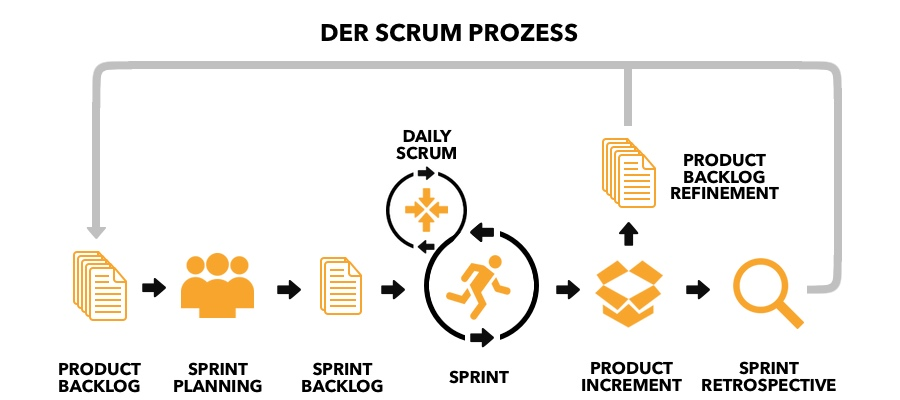 DER SCRUM PROZESS
DAILY
SCRUM
PRODUCT
BACKLOG
REFINEMENT
PRODUCT
BACKLOG
SPRINT
PLANNING
SPRINT
BACKLOG
SPRINT
PRODUCT
INCREMENT
SPRINT
RETROSPECTIVE